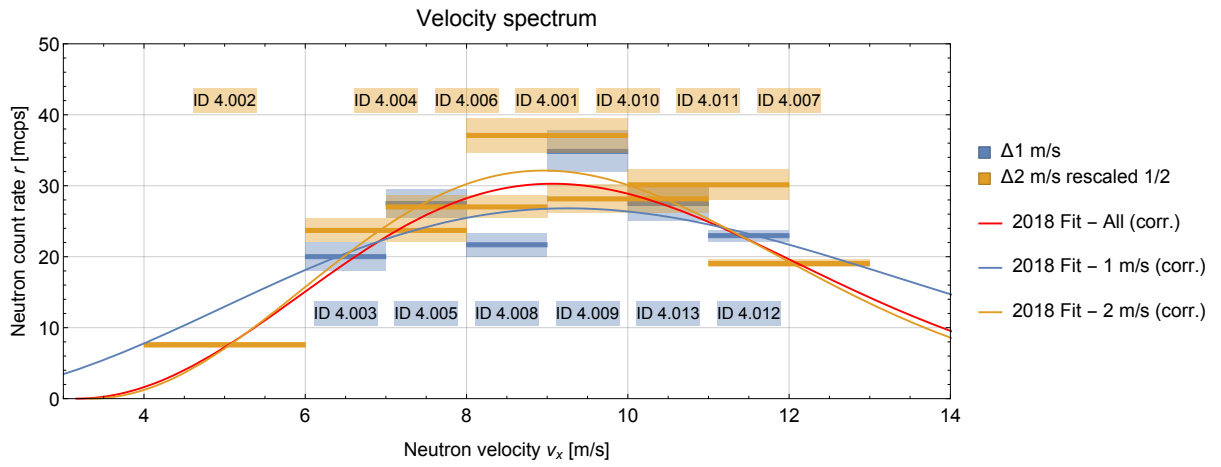 Velocity spectrum
50
40
30
20
10
0
Neutron count rate r [mcps]
ID 4.002
ID 4.004
ID 4.006
ID 4.001
ID 4.010
ID 4.011
ID 4.007
ID 4.003
ID 4.005
ID 4.008
ID 4.009
ID 4.013
ID 4.012
4
6
8
10
12
14
Neutron velocity vx [m/s]
Δ1 m/s
Δ2 m/s rescaled 1/2
2018 Fit − All (corr.)
2018 Fit − 1 m/s (corr.)
2018 Fit − 2 m/s (corr.)